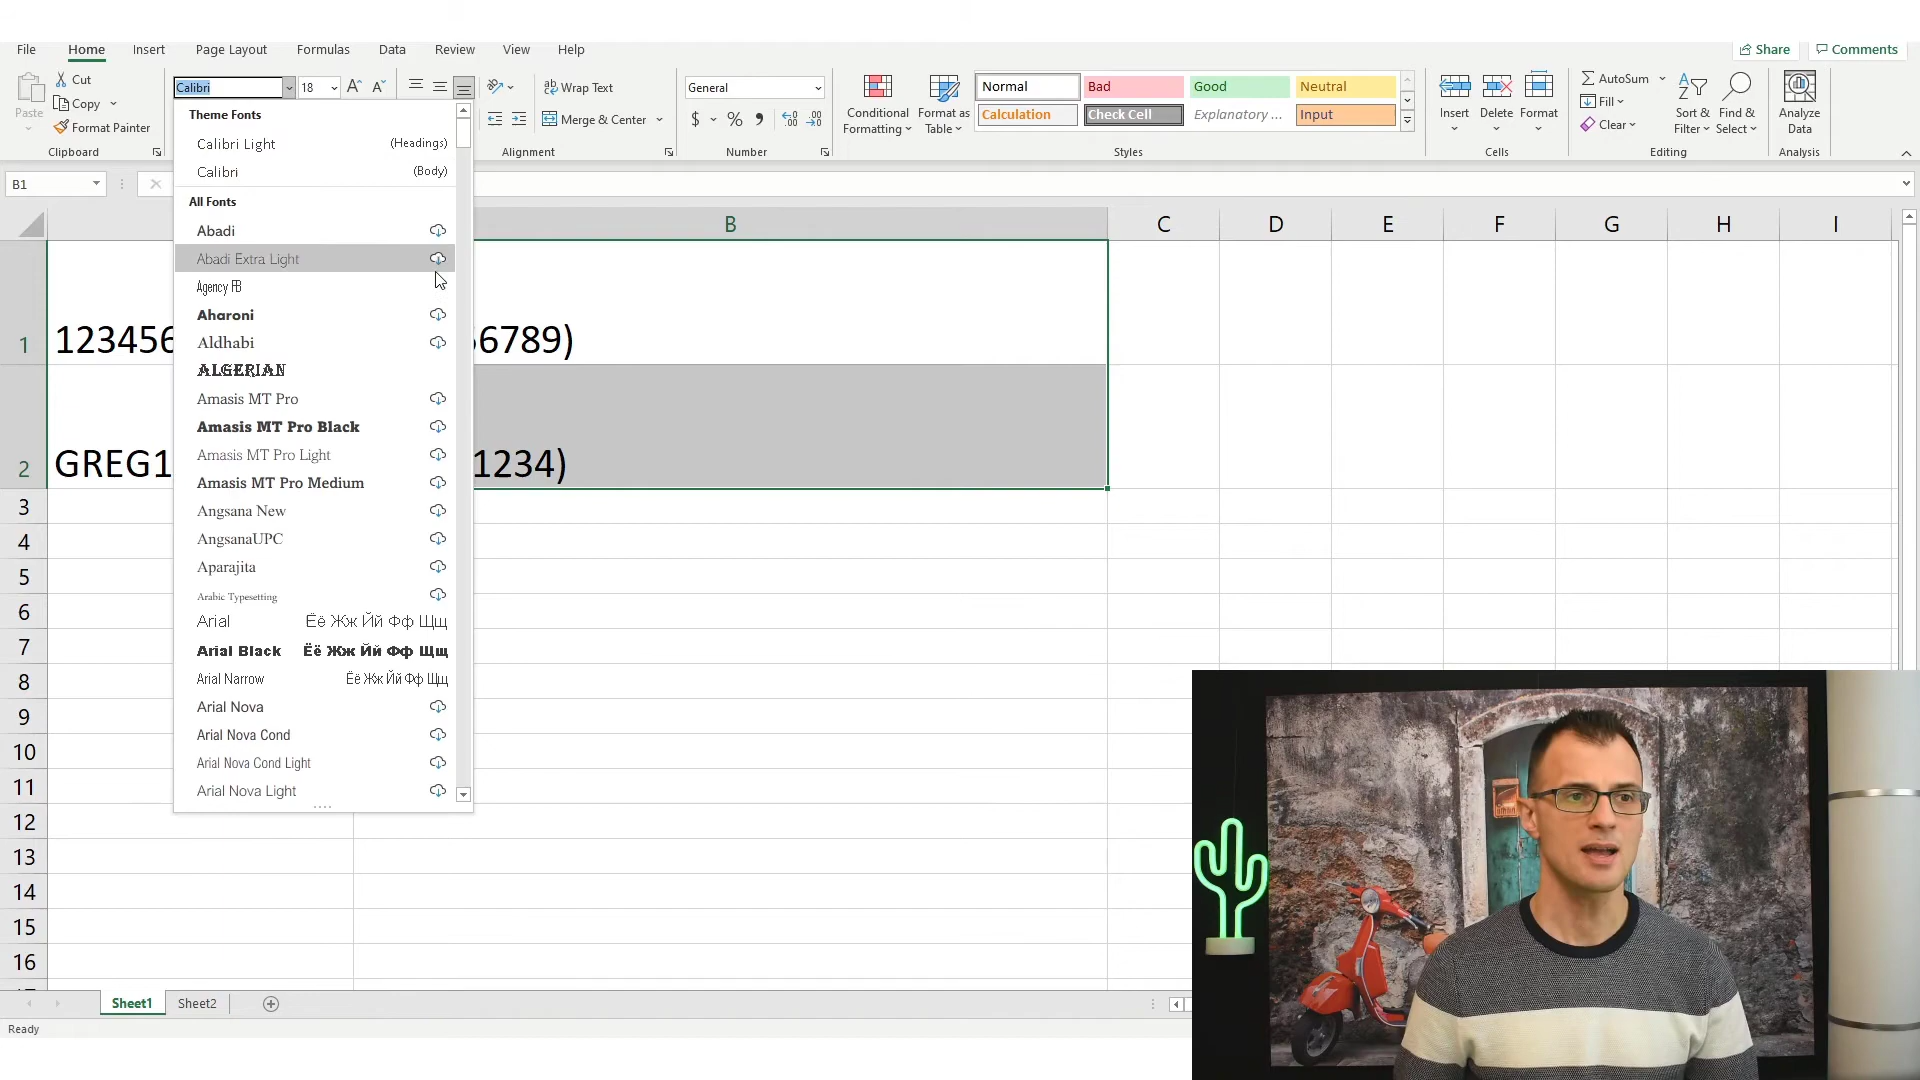 File Home Insert Page Layout Formulas Data Review View Help Share Comments
Paste Cut Copy Format Painter Clipboard
Calibri 18
Wrap Text
Merge & Center
Alignment
General
$ % 9
Number
Conditional Formatting
Format as Table
Normal Bad Good Neutral
Calculation Check Cell Explanatory ... Input
Styles
Insert Delete Format
Cells
AutoSum
Fill
Clear
Sort & Filter
Find & Select
Editing
Analyze Data
Analysis
B1
Theme Fonts
Calibri Light (Headings)
Calibri (Body)
All Fonts
Abadi
Abadi Extra Light
Agency FB
Aharoni
Aldhabi
ALGERIAN
Amasis MT Pro
Amasis MT Pro Black
Amasis MT Pro Light
Amasis MT Pro Medium
Angsana New
AngsanaUPC
Aparajita
Arabic Typesetting
Arial Ëë Жж Йй Фф Щщ
Arial Black Ëë Жж Йй Фф Щщ
Arial Narrow Ëë Жж Йй Фф Щщ
Arial Nova
Arial Nova Cond
Arial Nova Cond Light
Arial Nova Light
B C D E F G H I
1 123456 6789)
2 GREG1 1234)
3
4
5
6
7
8
9
10
11
12
13
14
15
16
Sheet1 Sheet2
Ready